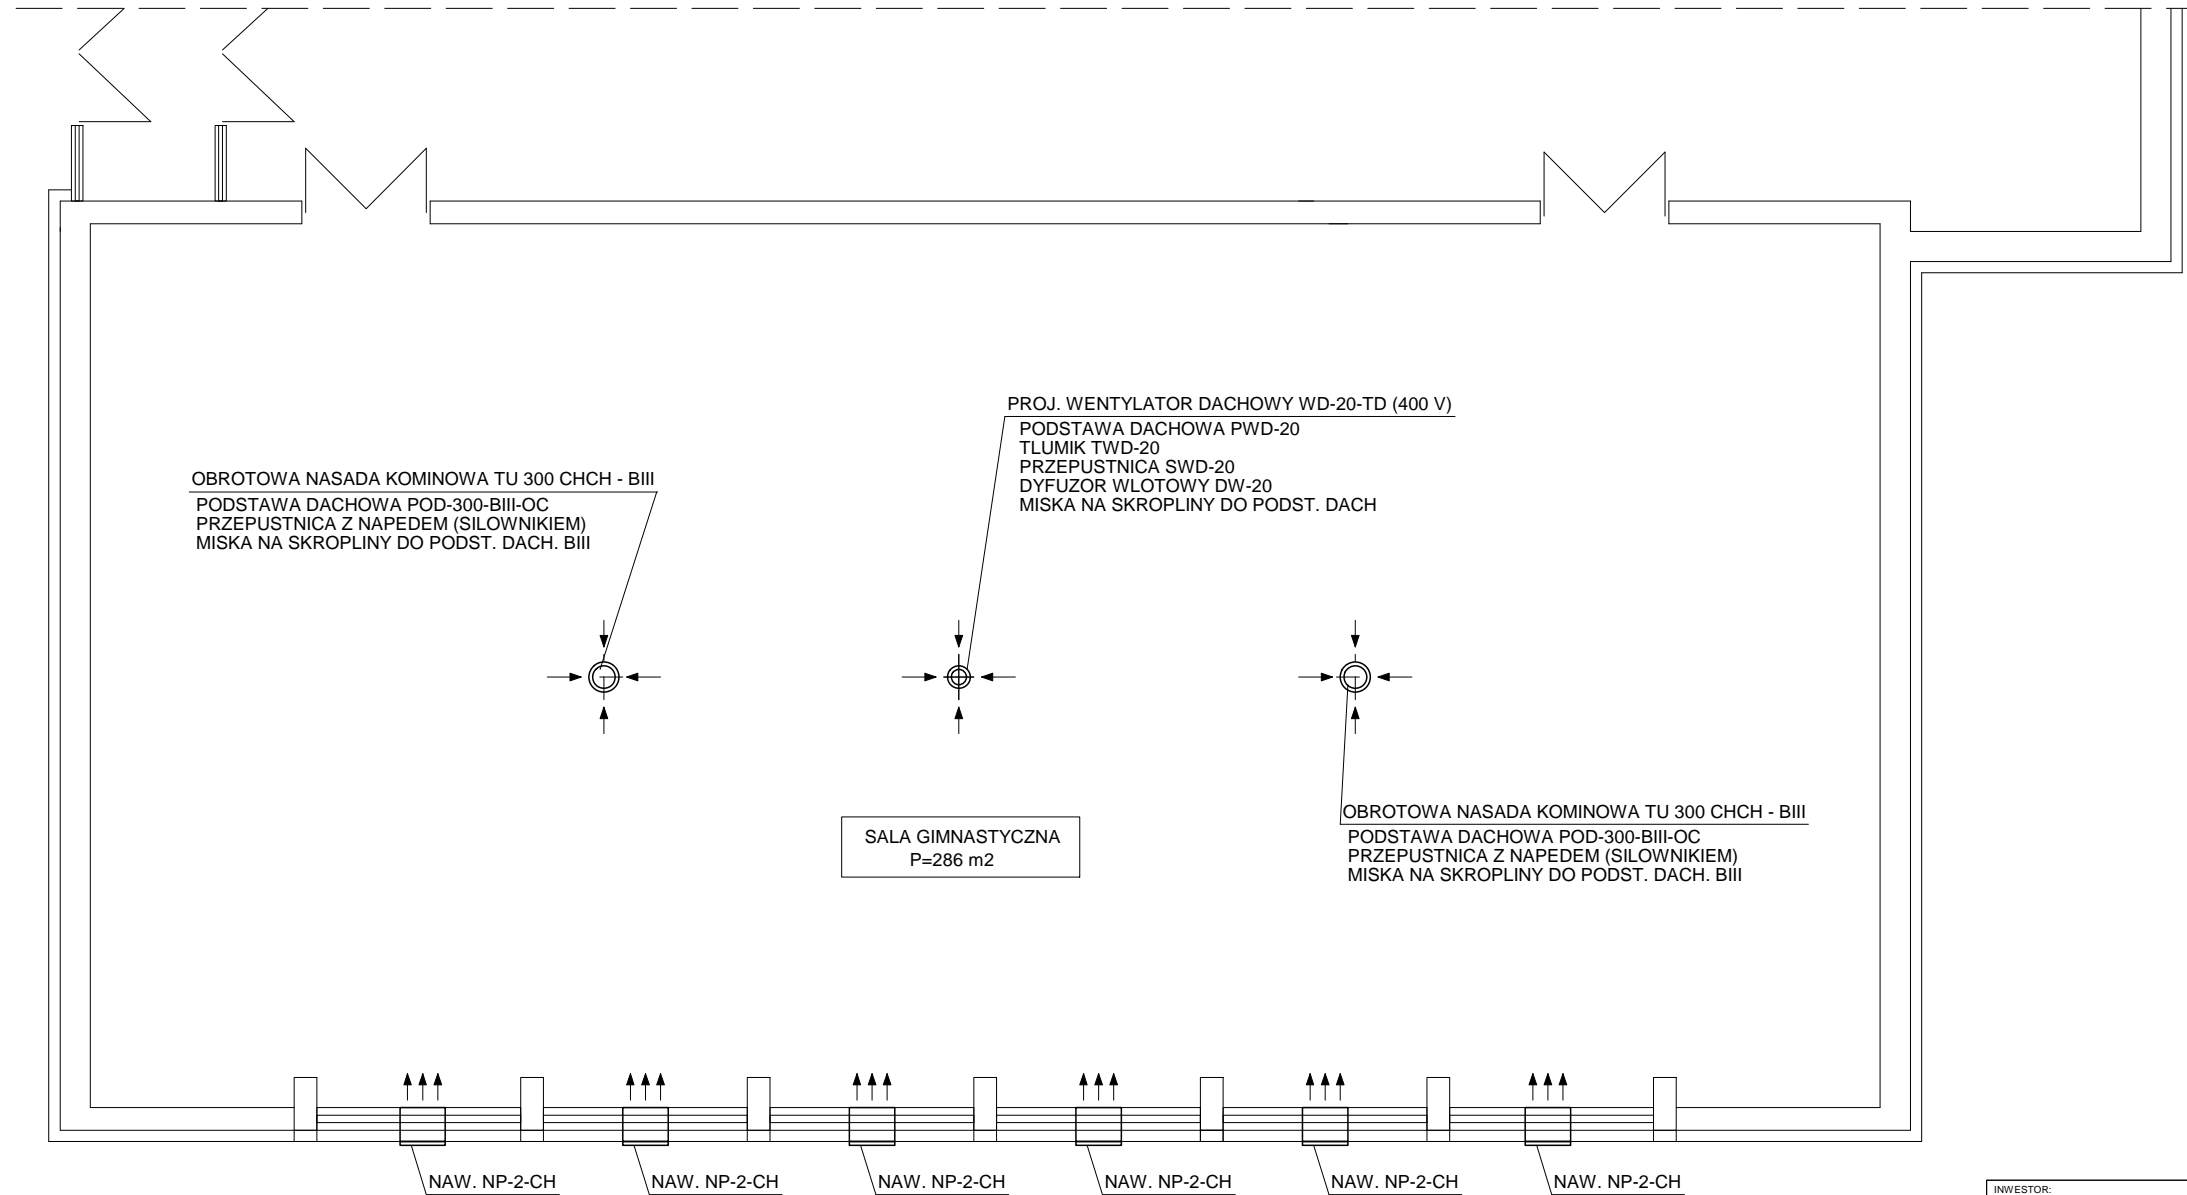 PROJ. WENTYLATOR DACHOWY WD-20-TD (400 V)
PODSTAWA DACHOWA PWD-20
TLUMIK TWD-20
PRZEPUSTNICA SWD-20
DYFUZOR WLOTOWY DW-20
MISKA NA SKROPLINY DO PODST. DACH
OBROTOWA NASADA KOMINOWA TU 300 CHCH - BIII
PODSTAWA DACHOWA POD-300-BIII-OC
PRZEPUSTNICA Z NAPEDEM (SILOWNIKIEM)
MISKA NA SKROPLINY DO PODST. DACH. BIII
OBROTOWA NASADA KOMINOWA TU 300 CHCH - BIII
PODSTAWA DACHOWA POD-300-BIII-OC
PRZEPUSTNICA Z NAPEDEM (SILOWNIKIEM)
MISKA NA SKROPLINY DO PODST. DACH. BIII
SALA GIMNASTYCZNA
P=286 m2
NAW. NP-2-CH
NAW. NP-2-CH
NAW. NP-2-CH
NAW. NP-2-CH
NAW. NP-2-CH
NAW. NP-2-CH
INWESTOR: